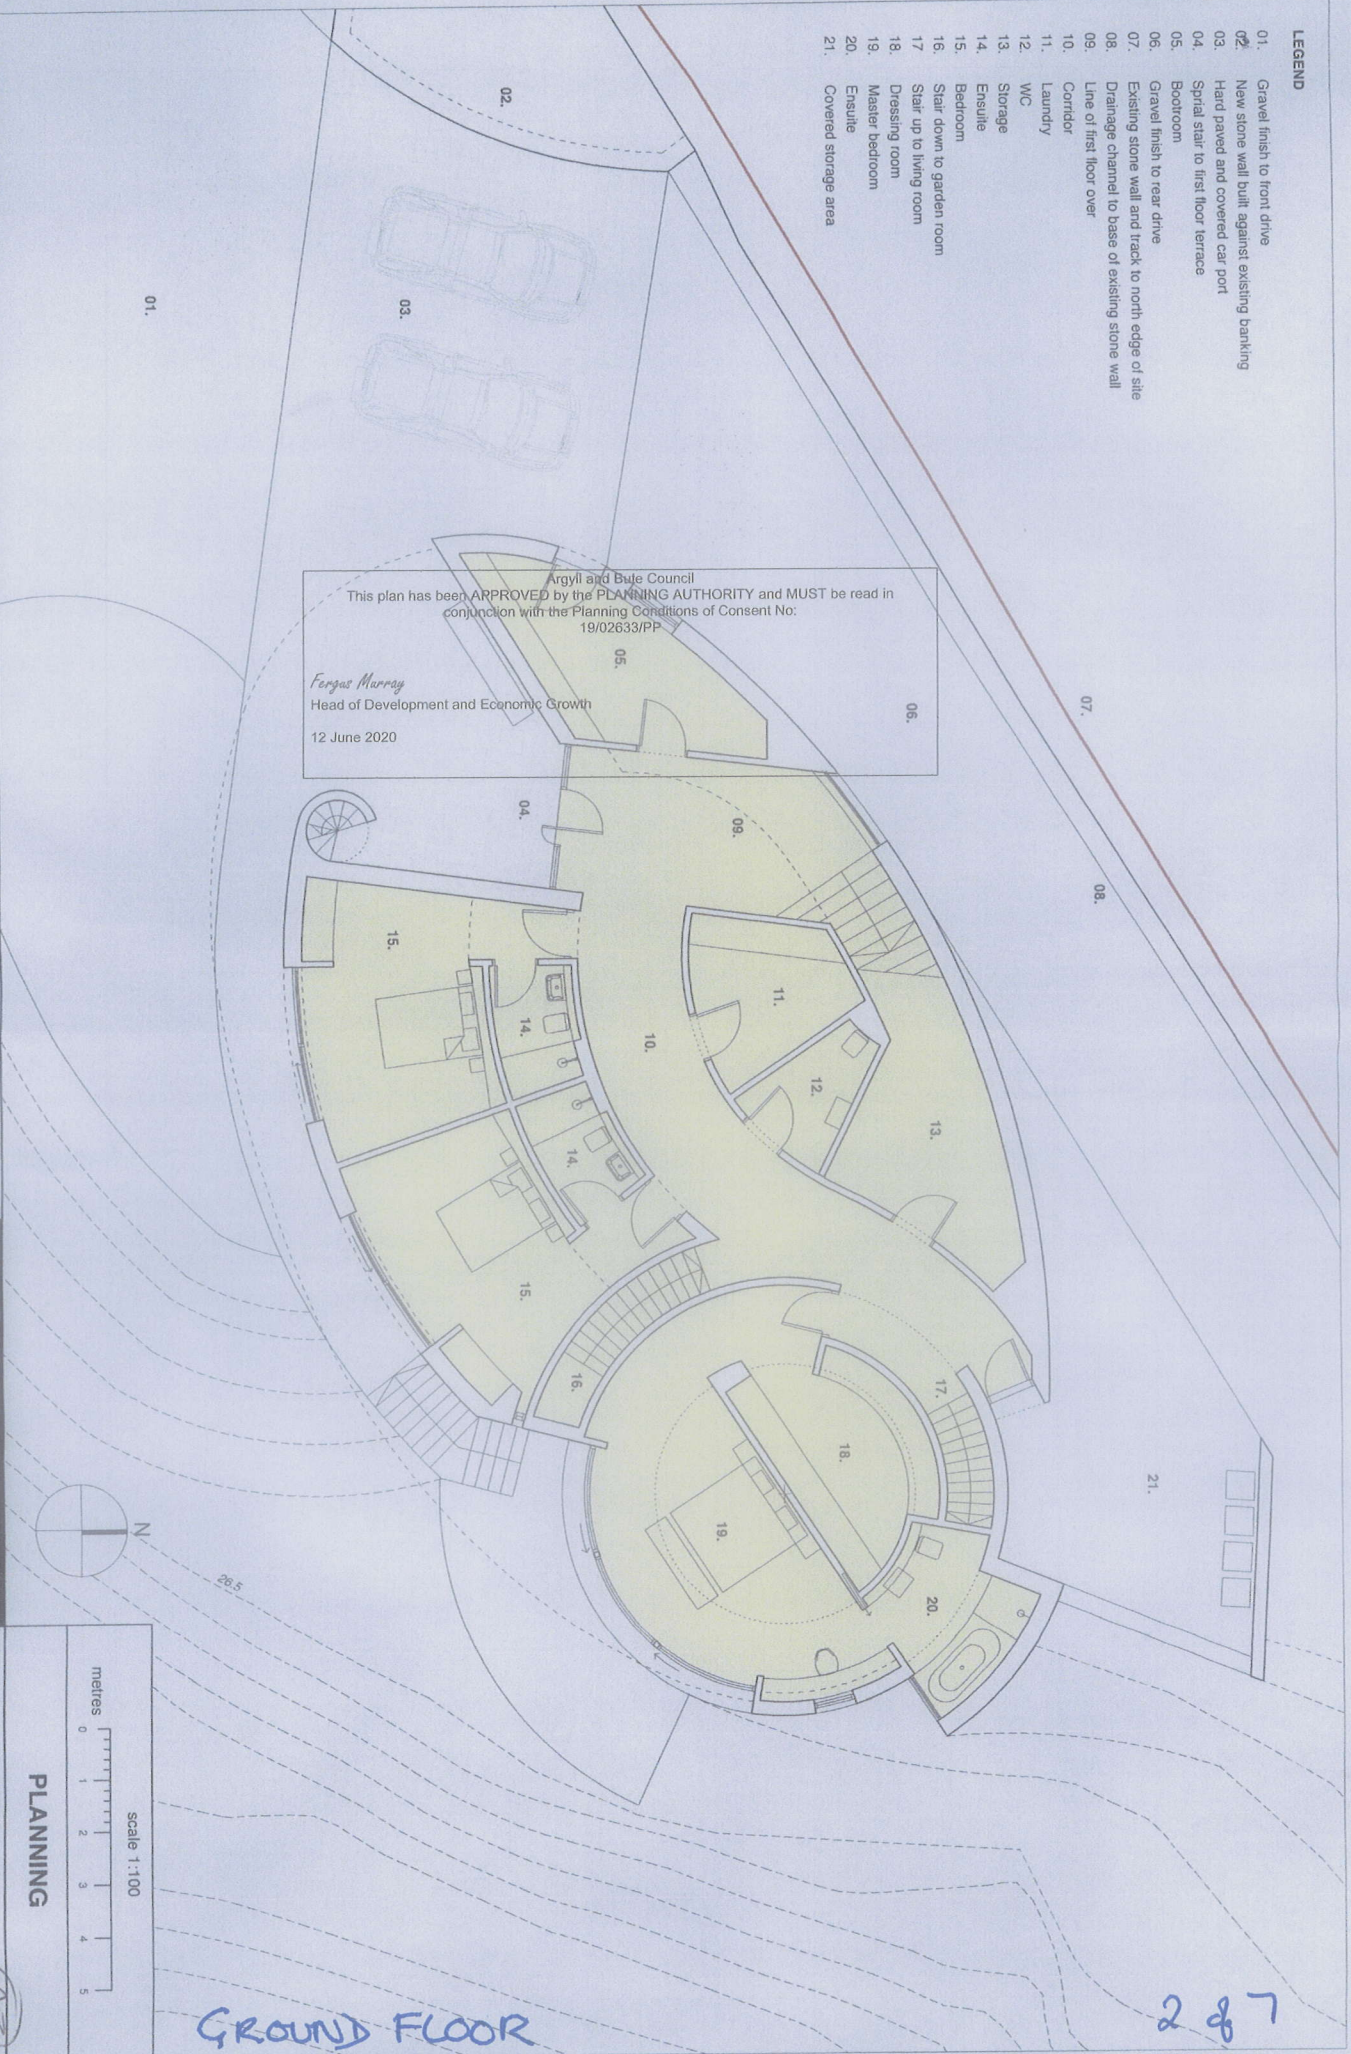 LEGEND
01. Gravel finish to front drive
02. New stone wall built against existing banking
03. Hard paved and covered car port
04. Sprial stair to first floor terrace
05. Bootroom
06. Gravel finish to rear drive
07. Existing stone wall and track to north edge of site
08. Drainage channel to base of existing stone wall
09. Line of first floor over
10. Corridor
11. Laundry
12. WC
13. Storage
14. Ensuite
15. Bedroom
16. Stair down to garden room
17 Stair up to living room
18. Dressing room
19. Master bedroom
20. Ensuite
21. Covered storage area
02.
01.
03.
Argyll and Bute Council
This plan has been APPROVED by the PLANNING AUTHORITY and MUST be read in
conjunction with the Planning Conditions of Consent No:
19/02633/PP
Fergus Murray
Head of Development and Economic Growth
12 June 2020
05.
06.
07.
04.
09.
08.
15.
10.
11.
14.
12.
13.
14.
15.
16.
17.
18.
19.
20.
21.
N
26.5
scale 1:100
metres
0 1 2 3 4 5
PLANNING
GROUND FLOOR
2 of 7